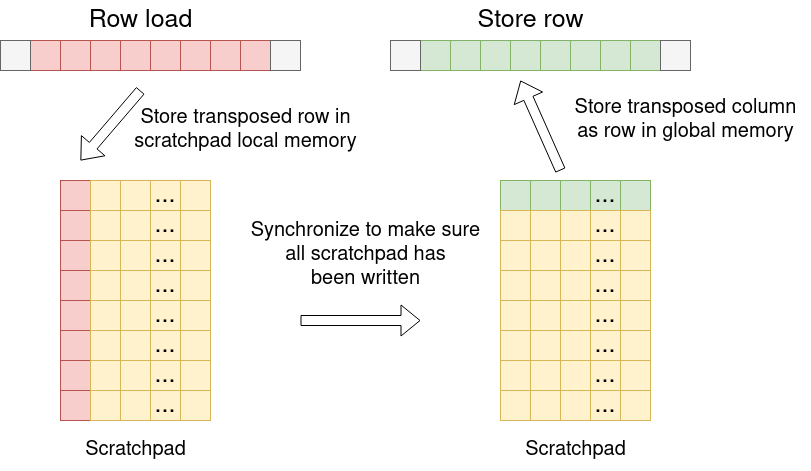 Row load
Store row
Store transposed row in
scratchpad local memory
Store transposed column
as row in global memory
...
...
...
...
...
...
...
...
Synchronize to make sure
all scratchpad has
been written
...
...
...
...
...
...
...
...
Scratchpad
Scratchpad